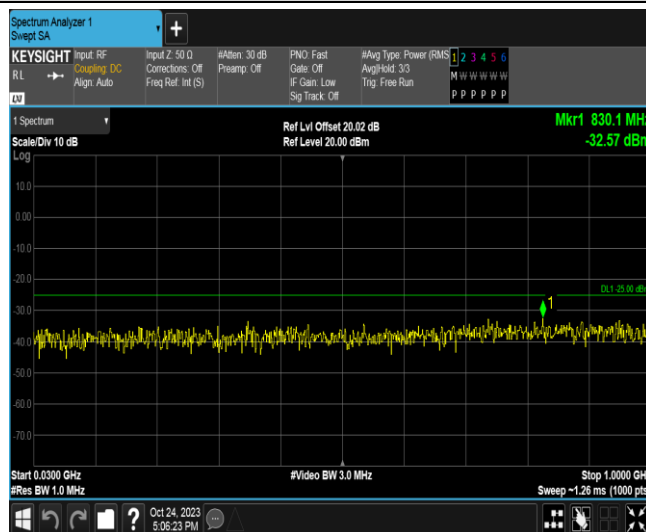 Spectrum Analyzer 1
Swept SA
+
KEYSIGHT
RL
LXI
Input: RF
Coupling: DC
Align: Auto
Input Z: 50 Ω
Corrections: Off
Freq Ref: Int (S)
#Atten: 30 dB
Preamp: Off
PNO: Fast
Gate: Off
IF Gain: Low
Sig Track: Off
#Avg Type: Power (RMS
Avg|Hold: 3/3
Trig: Free Run
1 2 3 4 5 6
M W W W W W
P P P P P P
1 Spectrum
Scale/Div 10 dB
Log
Ref Lvl Offset 20.02 dB
Ref Level 20.00 dBm
Mkr1 830.1 MHz
-32.57 dBm
10.0
0.00
-10.0
-20.0
DL1 -25.00 dBm
1
-30.0
-40.0
-50.0
-60.0
-70.0
Start 0.0300 GHz
#Res BW 1.0 MHz
#Video BW 3.0 MHz
Stop 1.0000 GH
Sweep ~1.26 ms (1000 pts
?
Oct 24, 2023
5:06:23 PM